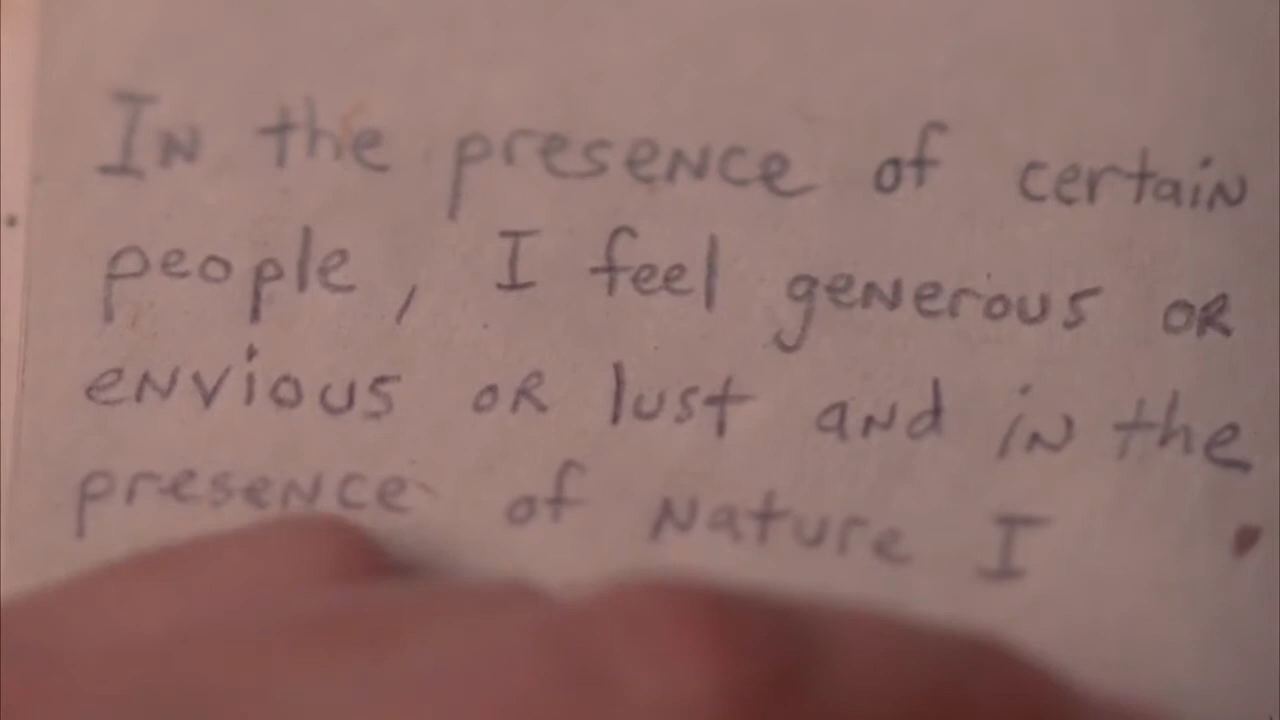 In the presence of certain
people, I feel generous or
envious or lust and in the
presence of Nature I